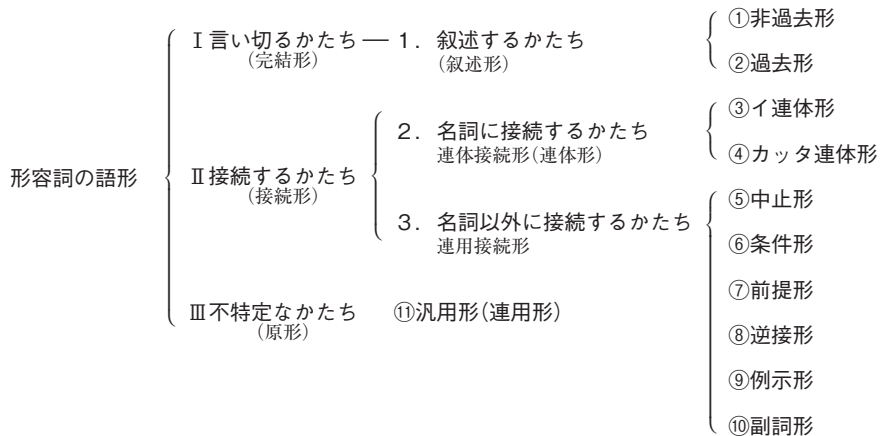 形容詞の語形
Ⅰ言い切るかたち ― 1．叙述するかたち
(完結形)
(叙述形)
①非過去形
②過去形
Ⅱ接続するかたち
(接続形)
2．名詞に接続するかたち
連体接続形(連体形)
③イ連体形
④カッタ連体形
3．名詞以外に接続するかたち
連用接続形
⑤中止形
⑥条件形
⑦前提形
⑧逆接形
⑨例示形
⑩副詞形
Ⅲ不特定なかたち ⑪汎用形(連用形)
(原形)